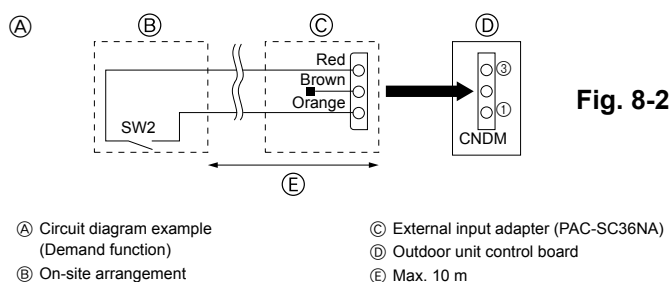 Ⓐ Ⓑ Ⓒ Ⓓ
Red
Brown
Orange
③
①
SW2
CNDM
Fig. 8-2
Ⓔ
Ⓐ Circuit diagram example
(Demand function)
Ⓑ On-site arrangement
Ⓒ External input adapter (PAC-SC36NA)
Ⓓ Outdoor unit control board
Ⓔ Max. 10 m